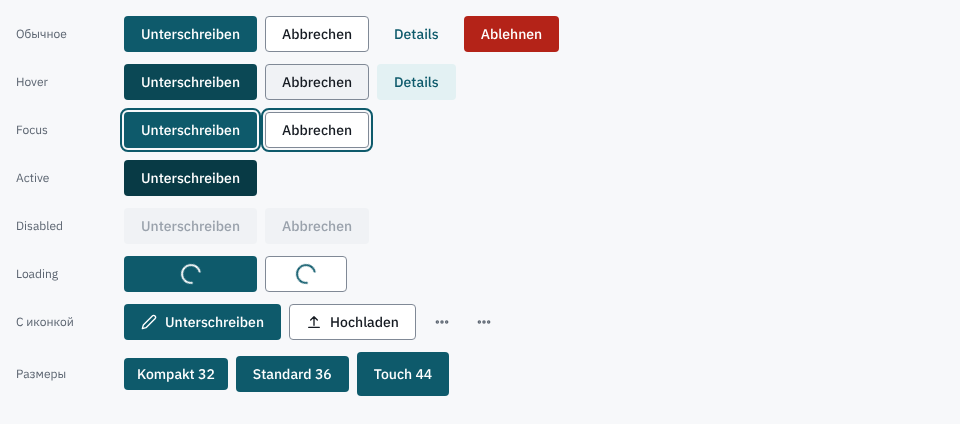 Обычное Unterschreiben Abbrechen Details Ablehnen
Hover Unterschreiben Abbrechen Details
Focus Unterschreiben Abbrechen
Active Unterschreiben
Disabled Unterschreiben Abbrechen
Loading
С иконкой Unterschreiben Hochladen
Размеры Kompakt 32 Standard 36 Touch 44